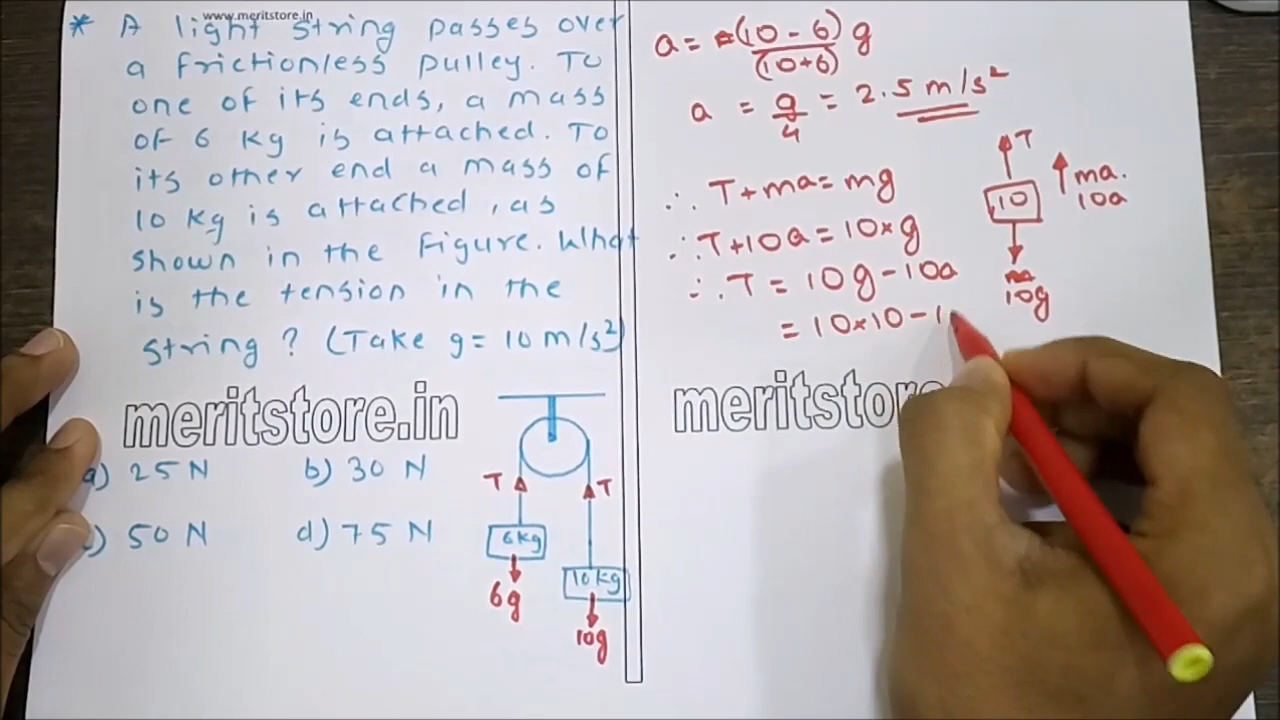 www.meritstore.in
* A light string passes over
a frictionless pulley. To
one of its ends, a mass
of 6 kg is attached. To
its other end a mass of
10 kg is attached, as
shown in the figure. What
is the tension in the
string? (Take g = 10 m/s²)
meritstore.in
a) 25 N b) 30 N
c) 50 N d) 75 N
T T
6kg
10kg
6g
10g
a = (10 - 6) g
(10+6)
a = g/4 = 2.5 m/s²
∴ T + ma = mg
∴ T + 10a = 10 × g
∴ T = 10g - 10a
= 10 × 10 - 1
T
10
ma.
10a
10g